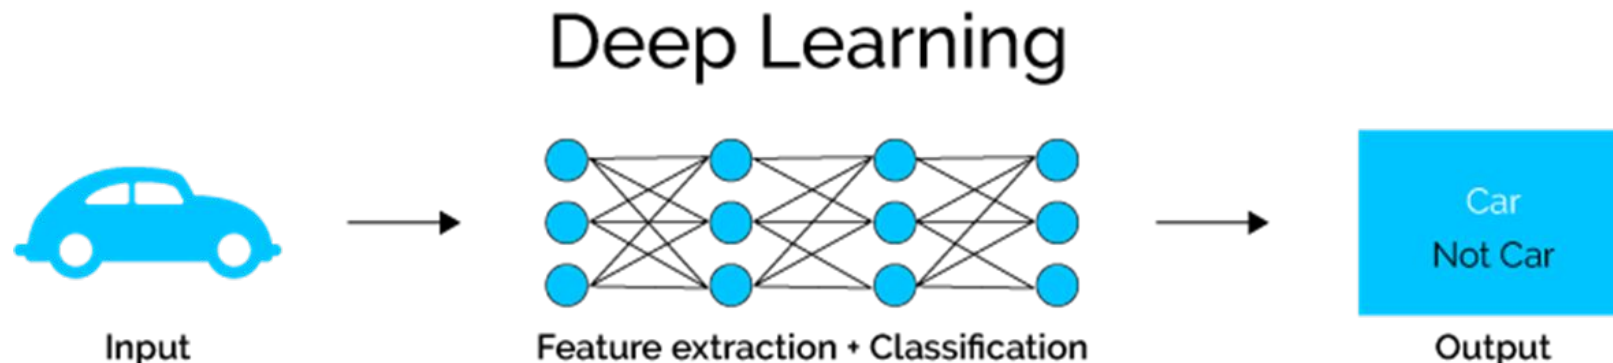 Deep Learning
Car
Not Car
Input
Feature extraction + Classification
Output